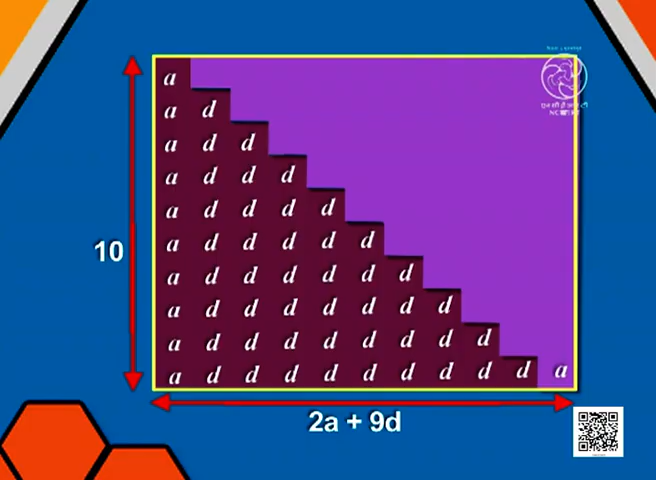 a
a d
a d d
a d d d
a d d d d
a d d d d d
a d d d d d d
a d d d d d d d
a d d d d d d d d
a d d d d d d d d d a
10
2a + 9d